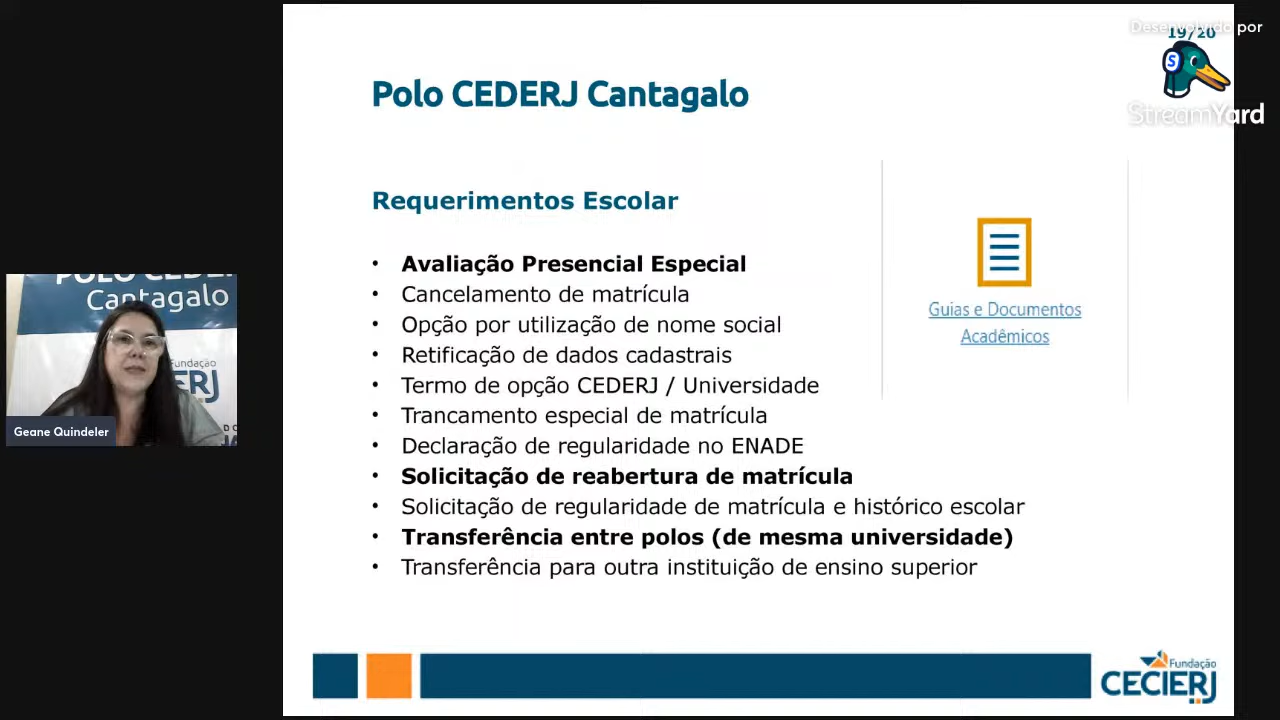 Desenvolvido por
19/20
S
StreamYard
Polo CEDERJ Cantagalo
Requerimentos Escolar
• Avaliação Presencial Especial
• Cancelamento de matrícula
• Opção por utilização de nome social
• Retificação de dados cadastrais
• Termo de opção CEDERJ / Universidade
• Trancamento especial de matrícula
• Declaração de regularidade no ENADE
• Solicitação de reabertura de matrícula
• Solicitação de regularidade de matrícula e histórico escolar
• Transferência entre polos (de mesma universidade)
• Transferência para outra instituição de ensino superior
Guias e Documentos
Acadêmicos
POLO CEDERJ
Cantagalo
Fundação
ERJ
Geane Quindeler
Fundação
CECIERJ